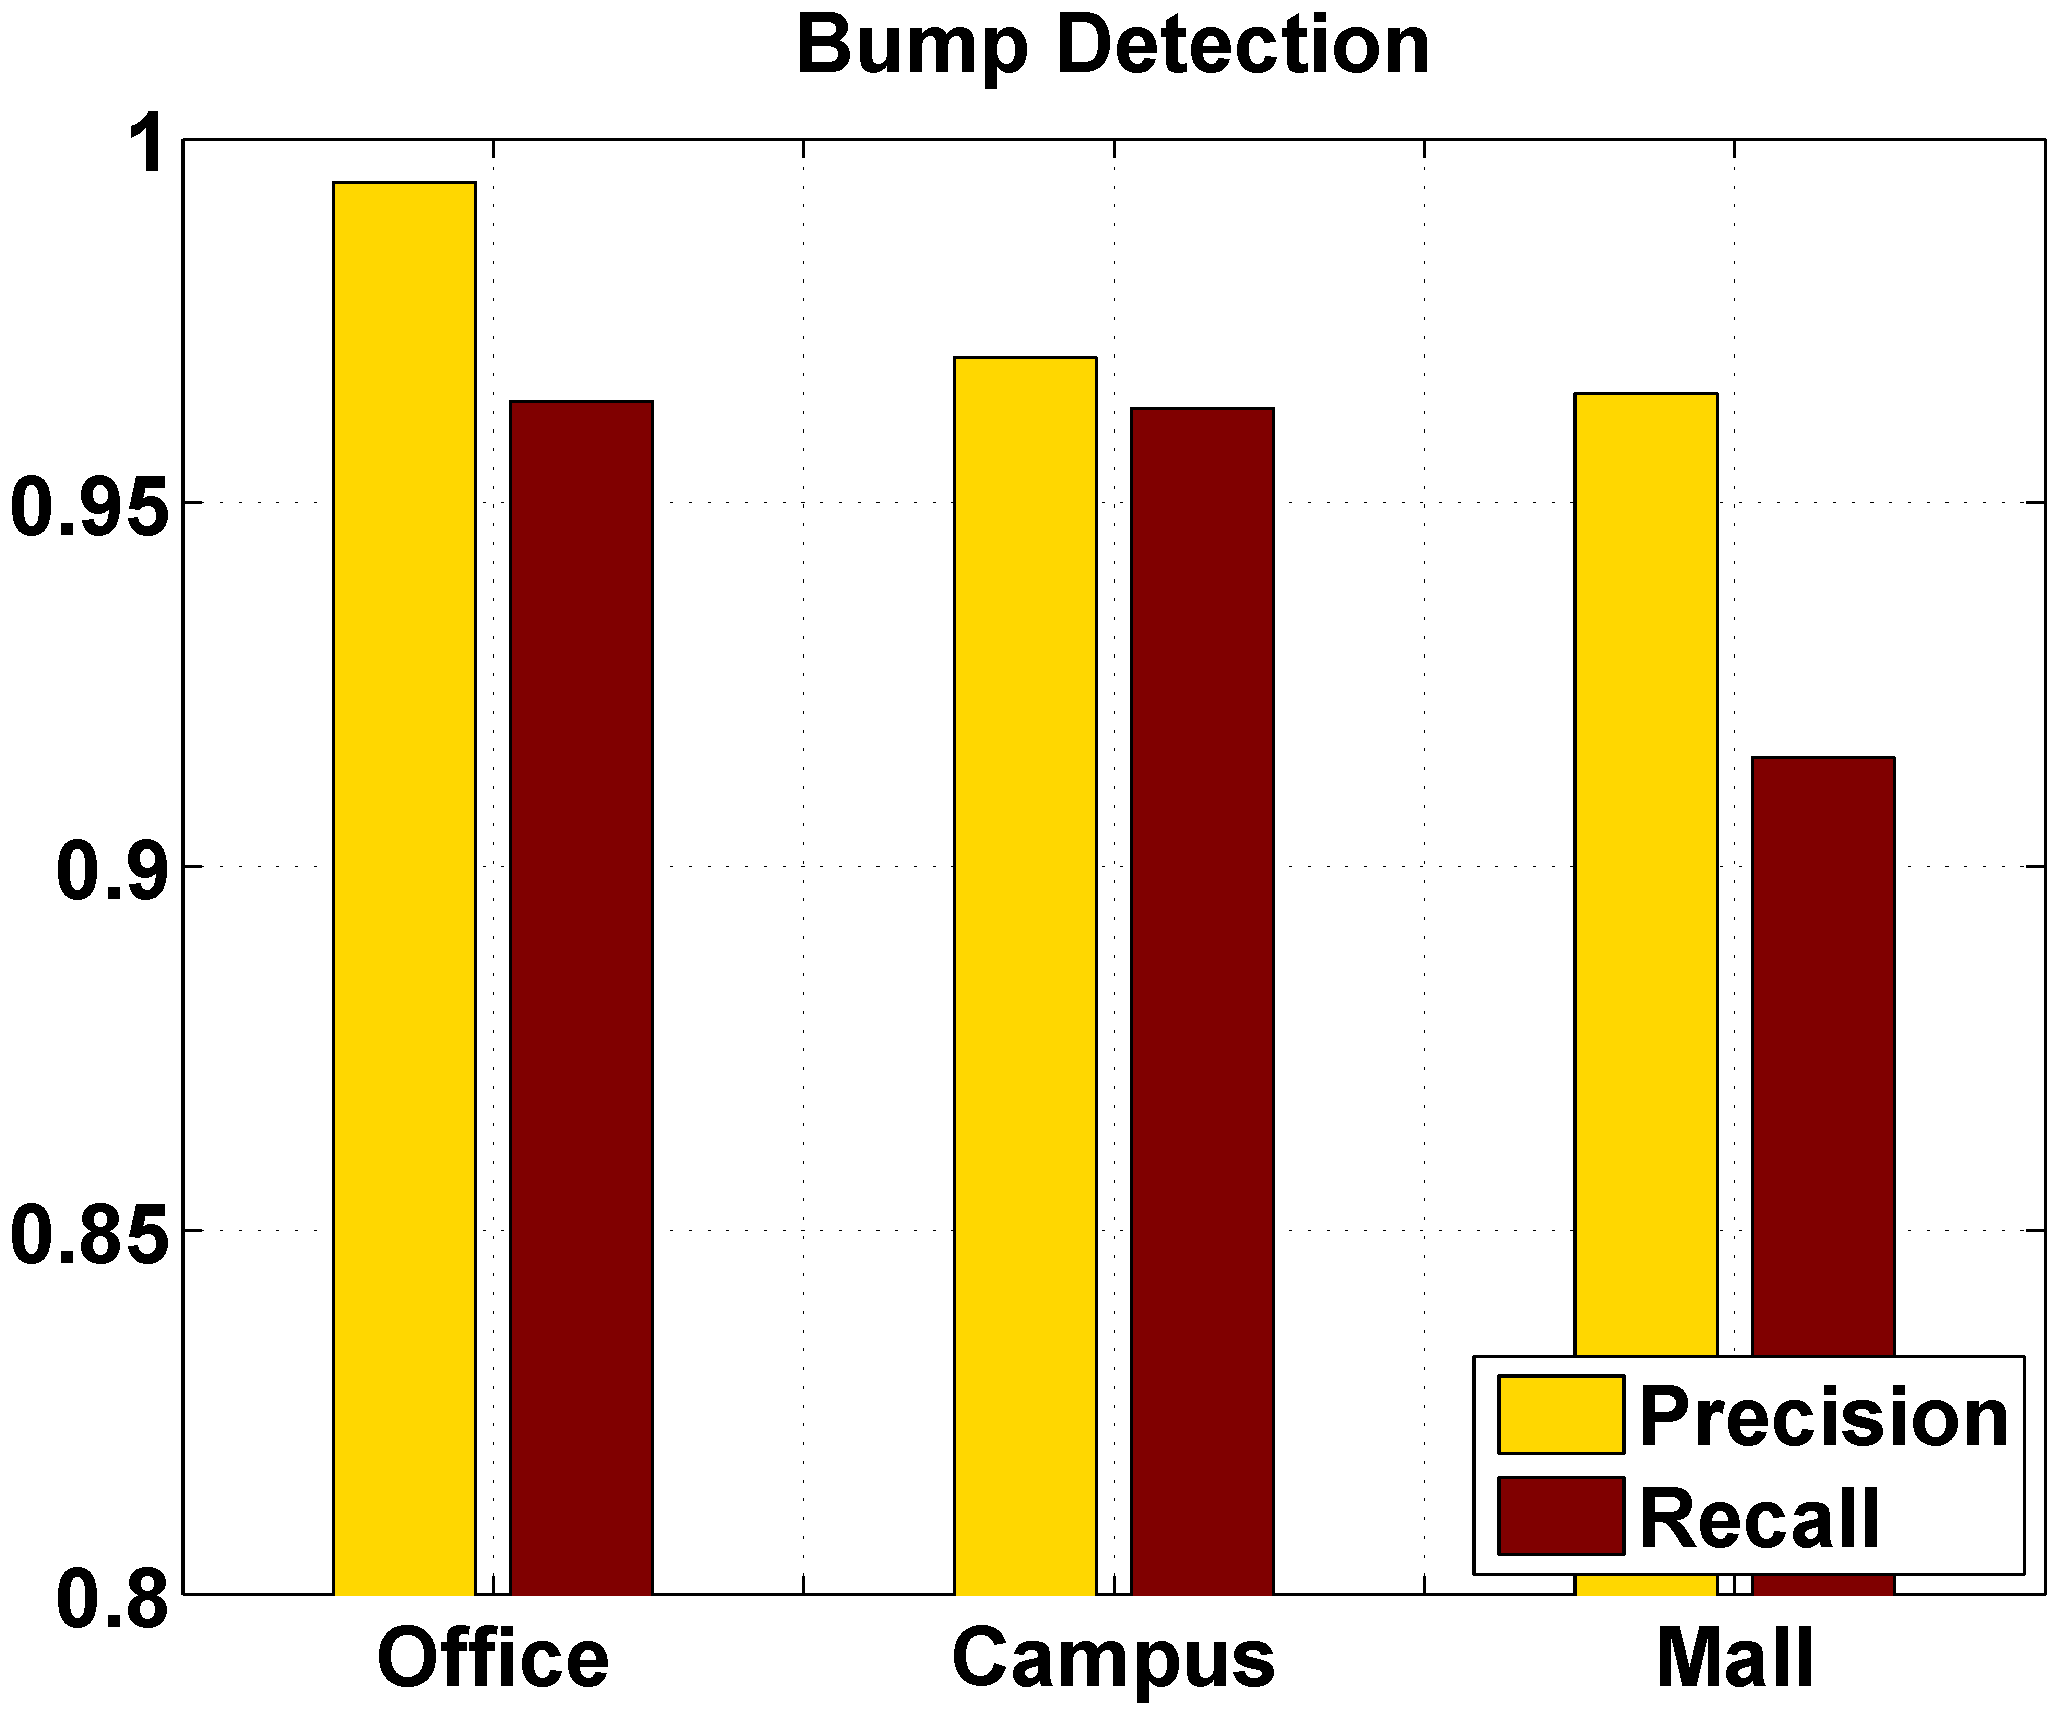 Bump Detection
1
0.95
0.9
0.85
0.8
Precision
Recall
Office Campus Mall